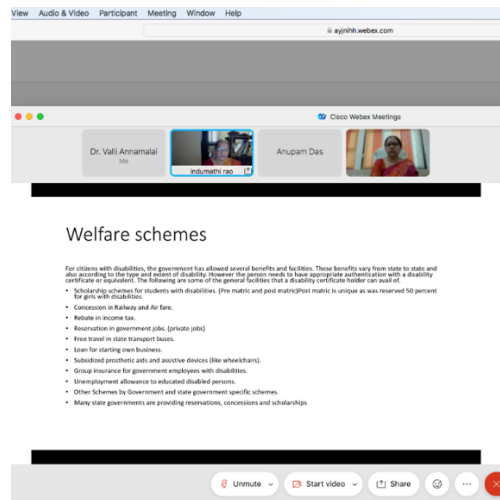 View Audio & Video Participant Meeting Window Help
ayjnihh.webex.com
Cisco Webex Meetings
Dr. Valli Annamalai
Me
indumathi rao
Anupam Das
Welfare schemes
For citizens with disabilities, the government has allowed several benefits and facilities. These benefits vary from state to state and
also according to the type and extent of disability. However the person needs to have appropriate authentication with a disability
certificate or equivalent. The following are some of the general facilities that a disability certificate holder can avail of.
• Scholarship schemes for students with disabilities. (Pre matric and post matric)Post matric is unique as was reserved 50 percent
for girls with disabilities
• Concession in Railway and Air fare.
• Rebate in income tax.
• Reservation in government jobs. (private jobs)
• Free travel in state transport buses.
• Loan for starting own business.
• Subsidized prosthetic aids and assistive devices (like wheelchairs).
• Group Insurance for government employees with disabilities.
• Unemployment allowance to educated disabled persons.
• Other Schemes by Government and state government specific schemes.
• Many state governments are providing reservations, concessions and scholarships
Unmute
Start video
Share